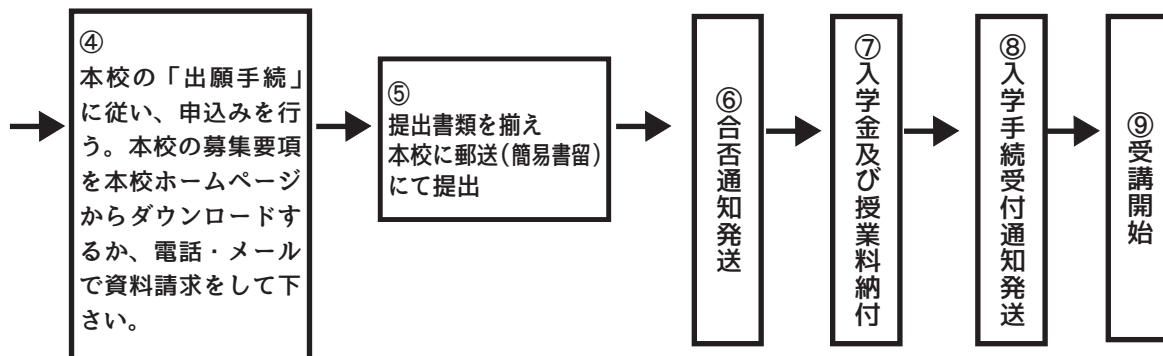 ④
本校の「出願手続」
に従い、申込みを行
う。本校の募集要項
を本校ホームページ
からダウンロードす
るか、電話・メール
で資料請求をして下
さい。
⑤
提出書類を揃え
本校に郵送(簡易書留)
にて提出
⑥合否通知発送
⑦入学金及び授業料納付
⑧入学手続受付通知発送
⑨受講開始